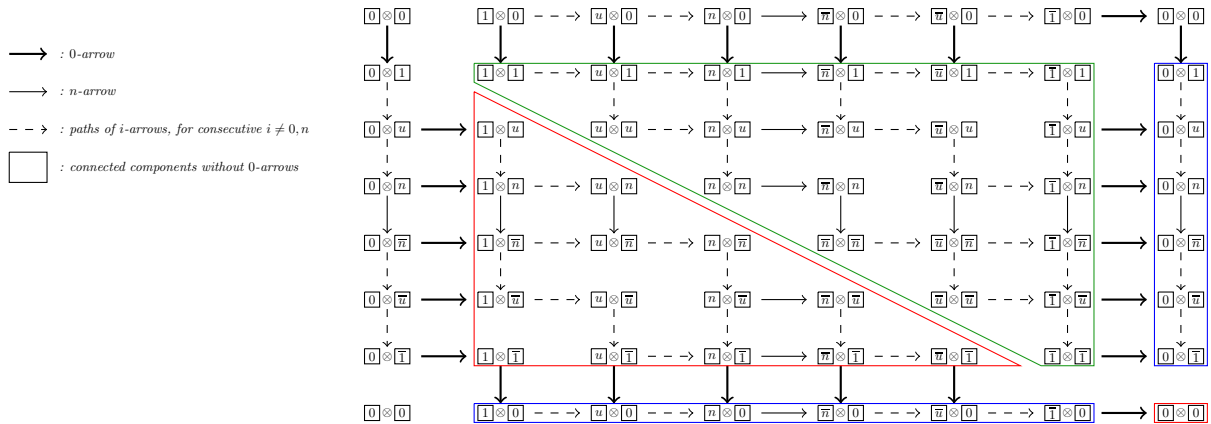 : 0-arrow
: n-arrow
: paths of i-arrows, for consecutive i ≠ 0, n
: connected components without 0-arrows
0 ⊗ 0 1 ⊗ 0 u ⊗ 0 n ⊗ 0 n̅ ⊗ 0 u̅ ⊗ 0 1̅ ⊗ 0 0 ⊗ 0
0 ⊗ 1 1 ⊗ 1 u ⊗ 1 n ⊗ 1 n̅ ⊗ 1 u̅ ⊗ 1 1̅ ⊗ 1 0 ⊗ 1
0 ⊗ u 1 ⊗ u u ⊗ u n ⊗ u n̅ ⊗ u u̅ ⊗ u 1̅ ⊗ u 0 ⊗ u
0 ⊗ n 1 ⊗ n u ⊗ n n ⊗ n n̅ ⊗ n u̅ ⊗ n 1̅ ⊗ n 0 ⊗ n
0 ⊗ n̅ 1 ⊗ n̅ u ⊗ n̅ n ⊗ n̅ n̅ ⊗ n̅ u̅ ⊗ n̅ 1̅ ⊗ n̅ 0 ⊗ n̅
0 ⊗ u̅ 1 ⊗ u̅ u ⊗ u̅ n ⊗ u̅ n̅ ⊗ u̅ u̅ ⊗ u̅ 1̅ ⊗ u̅ 0 ⊗ u̅
0 ⊗ 1̅ 1 ⊗ 1̅ u ⊗ 1̅ n ⊗ 1̅ n̅ ⊗ 1̅ u̅ ⊗ 1̅ 1̅ ⊗ 1̅ 0 ⊗ 1̅
0 ⊗ 0 1 ⊗ 0 u ⊗ 0 n ⊗ 0 n̅ ⊗ 0 u̅ ⊗ 0 1̅ ⊗ 0 0 ⊗ 0